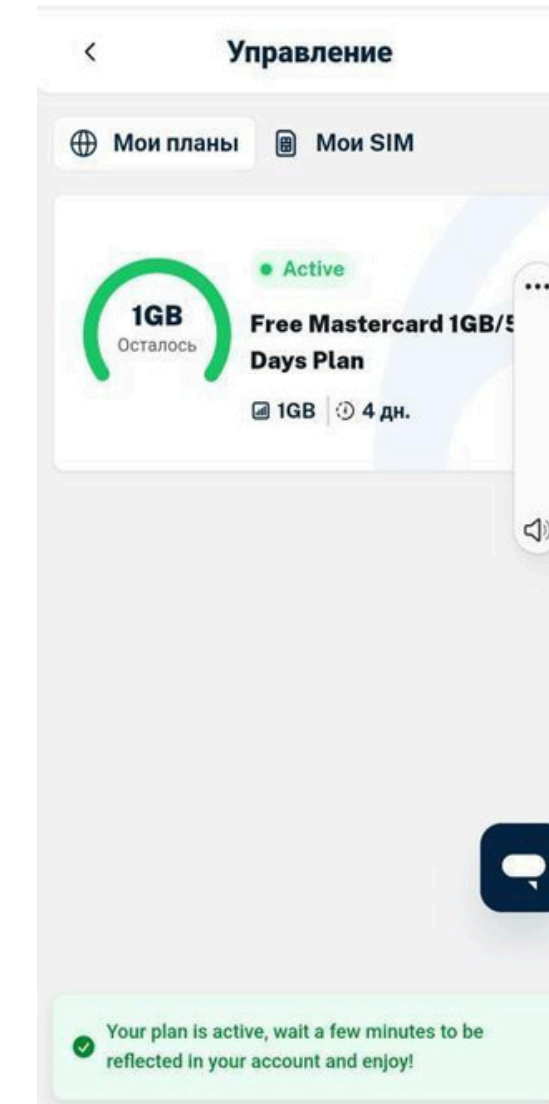 Управление
Мои планы
Мои SIM
Active
1GB
Осталось
Free Mastercard 1GB/5
Days Plan
1GB
4 дн.
Your plan is active, wait a few minutes to be
reflected in your account and enjoy!